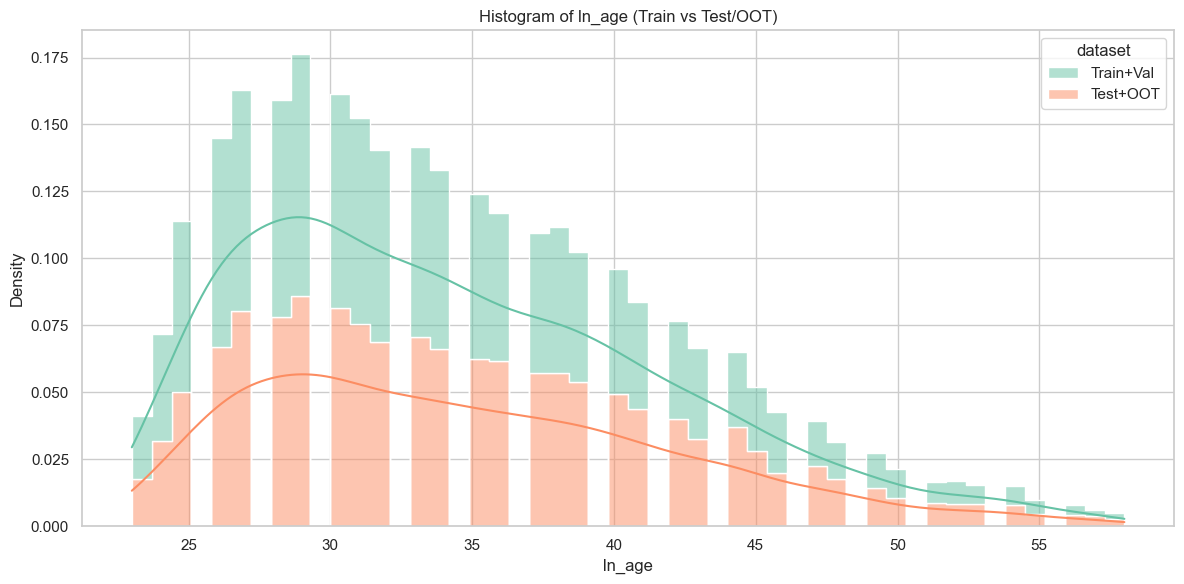 Histogram of ln_age (Train vs Test/OOT)
dataset
Train+Val
Test+OOT
Density
0.175
0.150
0.125
0.100
0.075
0.050
0.025
0.000
25 30 35 40 45 50 55
ln_age